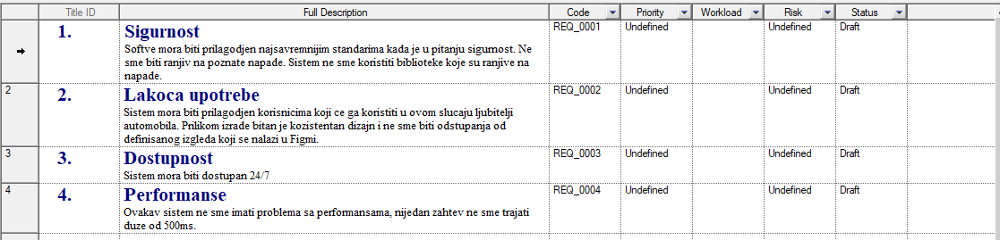 Title ID Full Description Code Priority Workload Risk Status
1. Sigurnost REQ_0001 Undefined Undefined Draft
Softve mora biti prilagodjen najsavremnijim standarima kada je u pitanju sigurnost. Ne
sme biti ranjiv na poznate napade. Sistem ne sme koristiti biblioteke koje su ranjive na
napade.
2 2. Lakoca upotrebe REQ_0002 Undefined Undefined Draft
Sistem mora biti prilagodjen korisnicima koji ce ga koristiti u ovom slucaju ljubitelji
automobila. Prilikom izrade bitan je kozistentan dizajn i ne sme biti odstupanja od
definisanog izgleda koji se nalazi u Figmi.
3 3. Dostupnost REQ_0003 Undefined Undefined Draft
Sistem mora biti dostupan 24/7
4 4. Performanse REQ_0004 Undefined Undefined Draft
Ovakav sistem ne sme imati problema sa performansama, nijedan zahtev ne sme trajati
duze od 500ms.